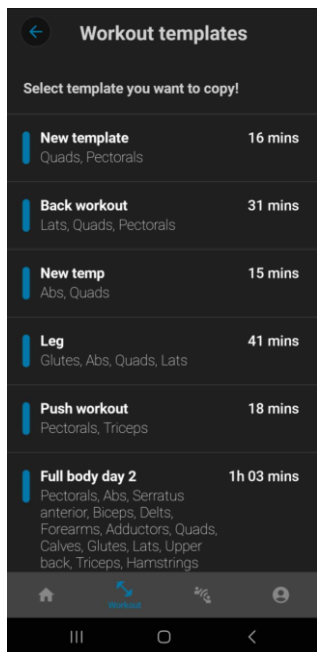 Workout templates
Select template you want to copy!
New template 16 mins
Quads, Pectorals
Back workout 31 mins
Lats, Quads, Pectorals
New temp 15 mins
Abs, Quads
Leg 41 mins
Glutes, Abs, Quads, Lats
Push workout 18 mins
Pectorals, Triceps
Full body day 2 1h 03 mins
Pectorals, Abs, Serratus
anterior, Biceps, Delts,
Forearms, Adductors, Quads,
Calves, Glutes, Lats, Upper
back, Triceps, Hamstrings
Workout